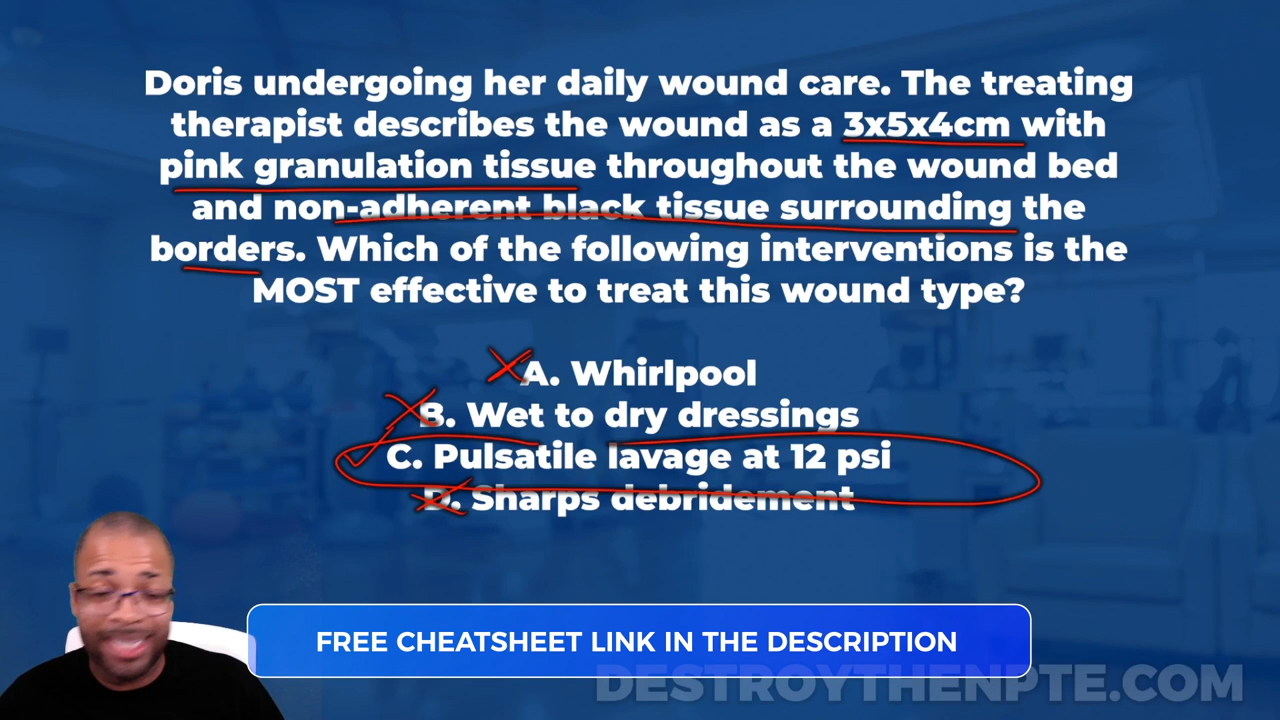 Doris undergoing her daily wound care. The treating
therapist describes the wound as a 3x5x4cm with
pink granulation tissue throughout the wound bed
and non-adherent black tissue surrounding the
borders. Which of the following interventions is the
MOST effective to treat this wound type?
A. Whirlpool
B. Wet to dry dressings
C. Pulsatile lavage at 12 psi
D. Sharps debridement
FREE CHEATSHEET LINK IN THE DESCRIPTION
DESTROYTHENPTE.COM